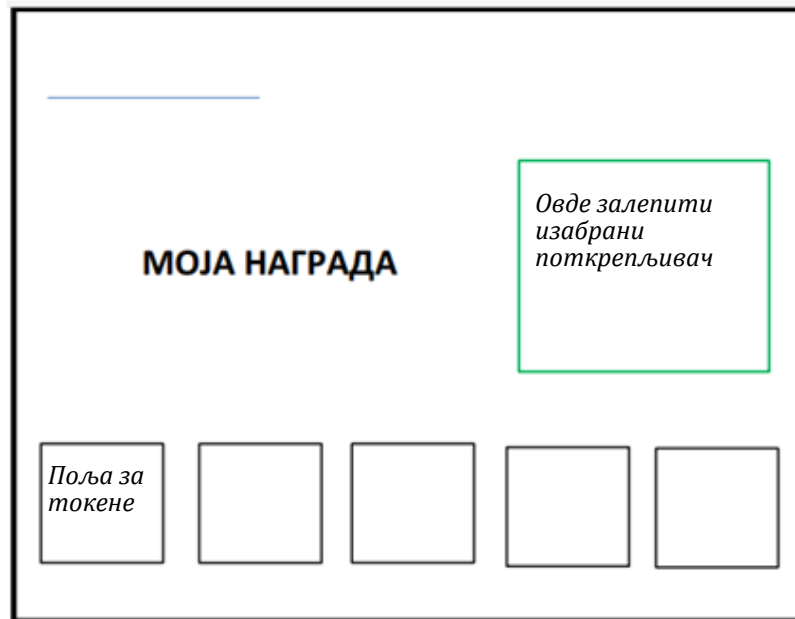 МОЈА НАГРАДА
Овде залепити
изабрани
поткрепљивач
Поља за
токене